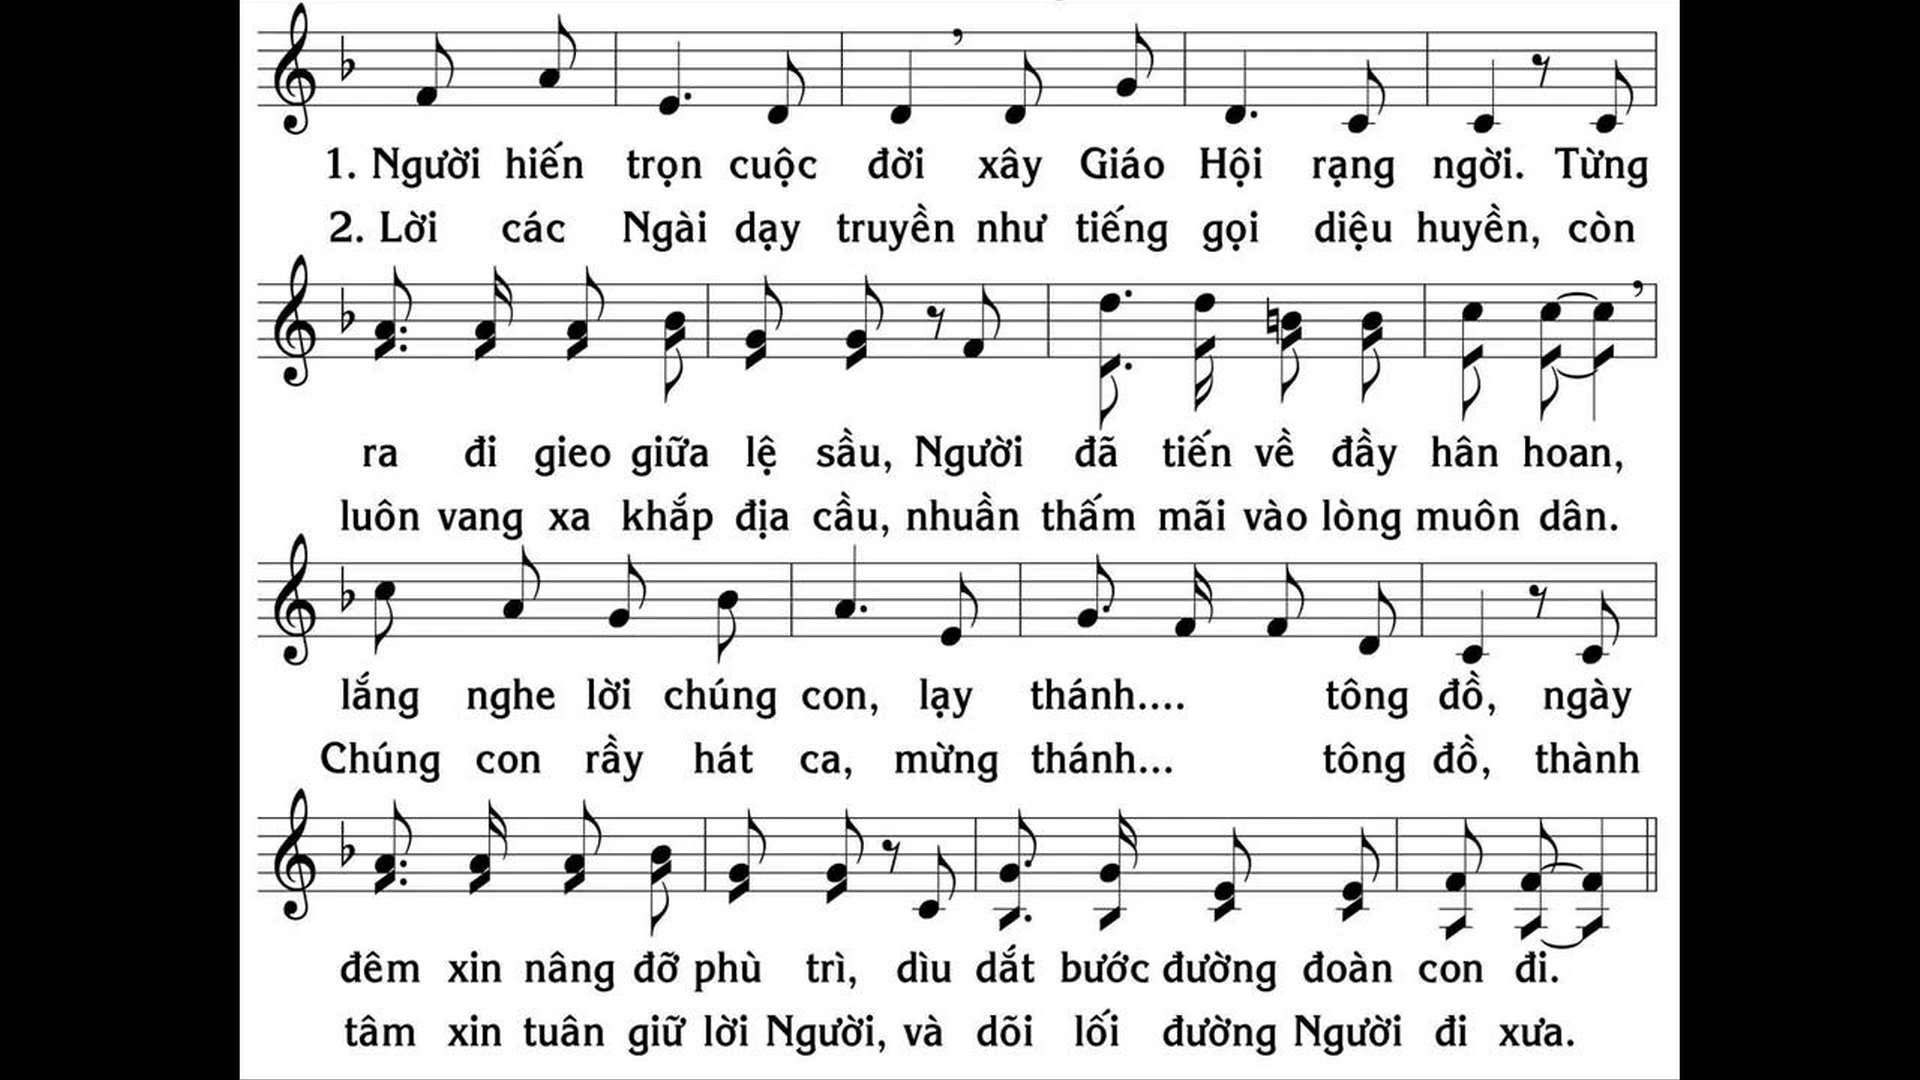 1. Người hiến trọn cuộc đời xây Giáo Hội rạng ngời. Từng
2. Lời các Ngài dạy truyền như tiếng gọi diệu huyền, còn
ra đi gieo giữa lệ sầu, Người đã tiến về đầy hân hoan,
luôn vang xa khắp địa cầu, nhuần thấm mãi vào lòng muôn dân.
lắng nghe lời chúng con, lạy thánh.... tông đồ, ngày
Chúng con rầy hát ca, mừng thánh... tông đồ, thành
đêm xin nâng đỡ phù trì, dìu dắt bước đường đoàn con đi.
tâm xin tuân giữ lời Người, và dõi lối đường Người đi xưa.